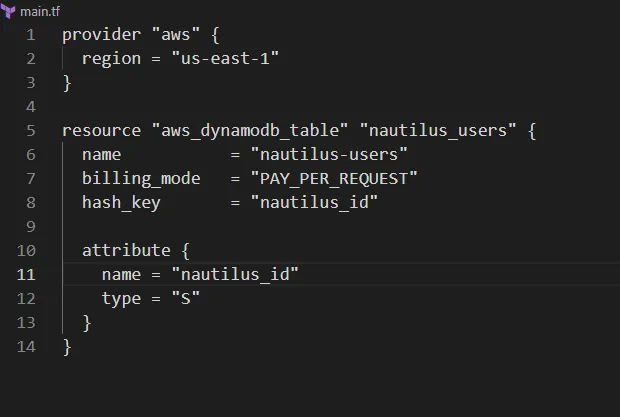 main.tf
1 provider "aws" {
2   region = "us-east-1"
3 }
4
5 resource "aws_dynamodb_table" "nautilus_users" {
6   name           = "nautilus-users"
7   billing_mode   = "PAY_PER_REQUEST"
8   hash_key       = "nautilus_id"
9
10   attribute {
11     name = "nautilus_id"
12     type = "S"
13   }
14 }